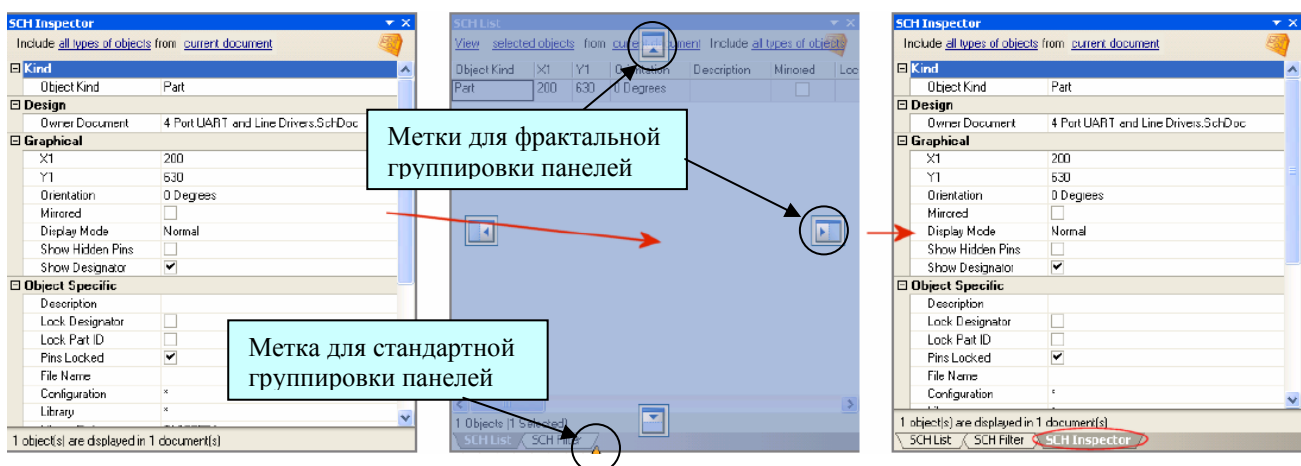 SCH Inspector
Include all types of objects from current document
Kind
Object Kind Part
Design
Owner Document 4 Port UART and Line Drivers.SchDoc
Graphical
X1 200
Y1 630
Orientation 0 Degrees
Mirrored
Display Mode Normal
Show Hidden Pins
Show Designator
Object Specific
Description
Lock Designator
Lock Part ID
Pins Locked
File Name
Configuration *
Library *
1 object(s) are displayed in 1 document(s)
SCH List
View selected objects from current document Include all types of objects
Object Kind X1 Y1 Orientation Description Mirrored Loc
Part 200 630 0 Degrees
Метки для фрактальной
группировки панелей
Метка для стандартной
группировки панелей
1 Objects (1 Selected)
SCH List SCH Filter
SCH Inspector
Include all types of objects from current document
Kind
Object Kind Part
Design
Owner Document 4 Port UART and Line Drivers.SchDoc
Graphical
X1 200
Y1 630
Orientation 0 Degrees
Mirrored
Display Mode Normal
Show Hidden Pins
Show Designator
Object Specific
Description
Lock Designator
Lock Part ID
Pins Locked
File Name
Configuration *
1 object(s) are displayed in 1 document(s)
SCH List SCH Filter SCH Inspector